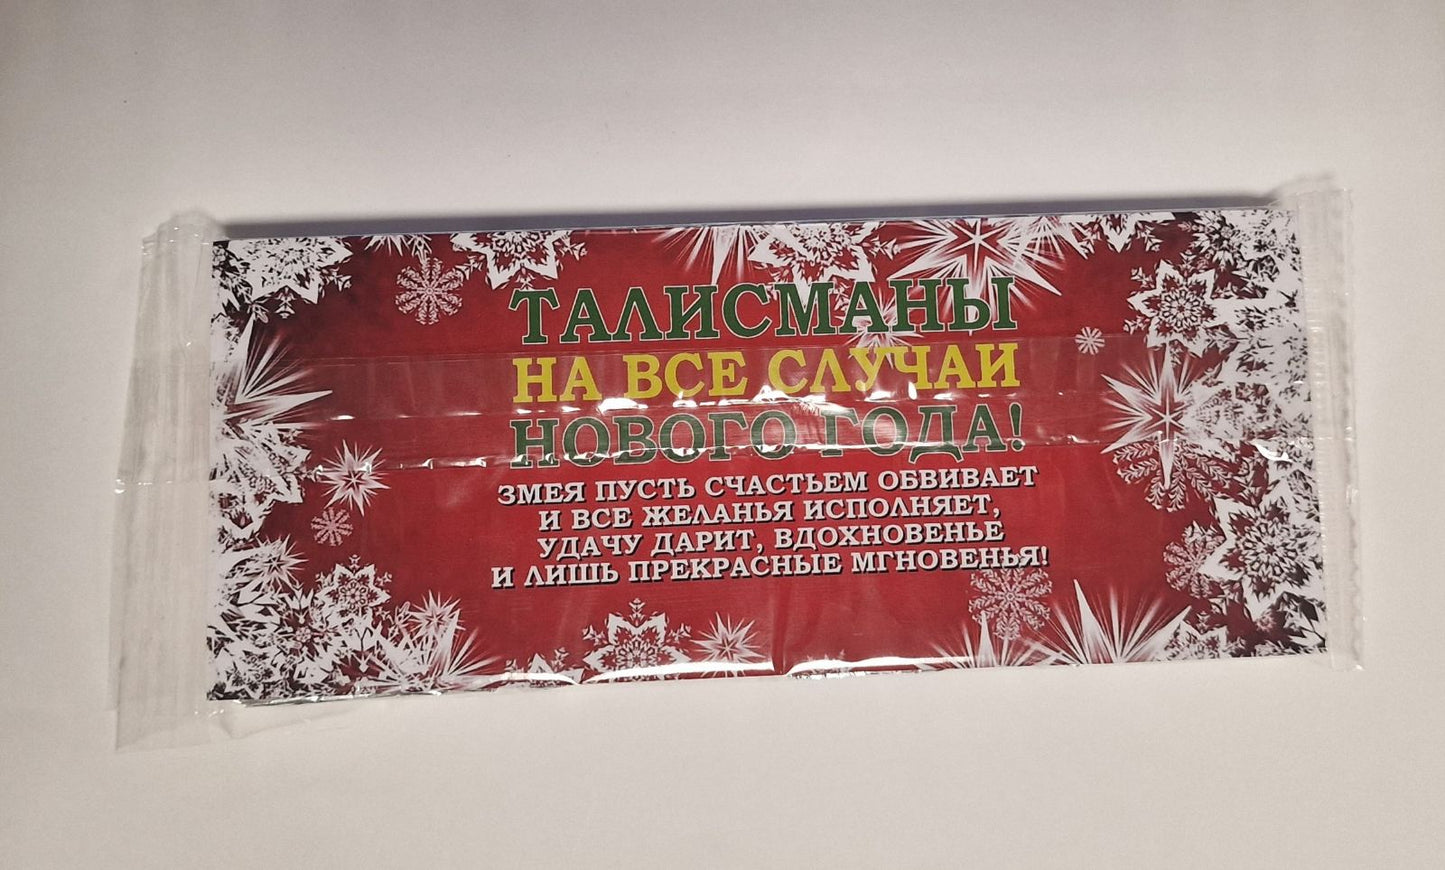 ТАЛИСМАНЫ
НА ВСЕ СЛУЧАИ
НОВОГО ГОДА!
ЗМЕЯ ПУСТЬ СЧАСТЬЕМ ОБВИВАЕТ
И ВСЕ ЖЕЛАНЬЯ ИСПОЛНЯЕТ,
УДАЧУ ДАРИТ, ВДОХНОВЕНЬЕ
И ЛИШЬ ПРЕКРАСНЫЕ МГНОВЕНЬЯ!